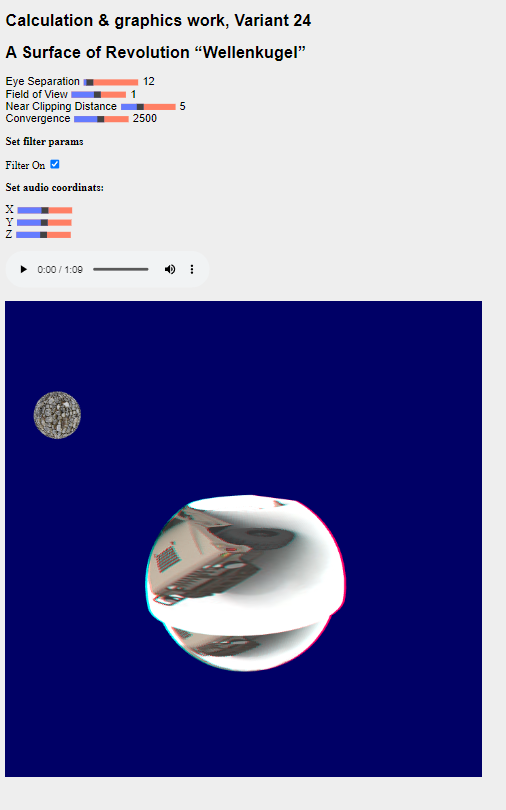 Calculation & graphics work, Variant 24
A Surface of Revolution “Wellenkugel”
Eye Separation 12
Field of View 1
Near Clipping Distance 5
Convergence 2500
Set filter params
Filter On
Set audio coordinats:
X
Y
Z
0:00 / 1:09